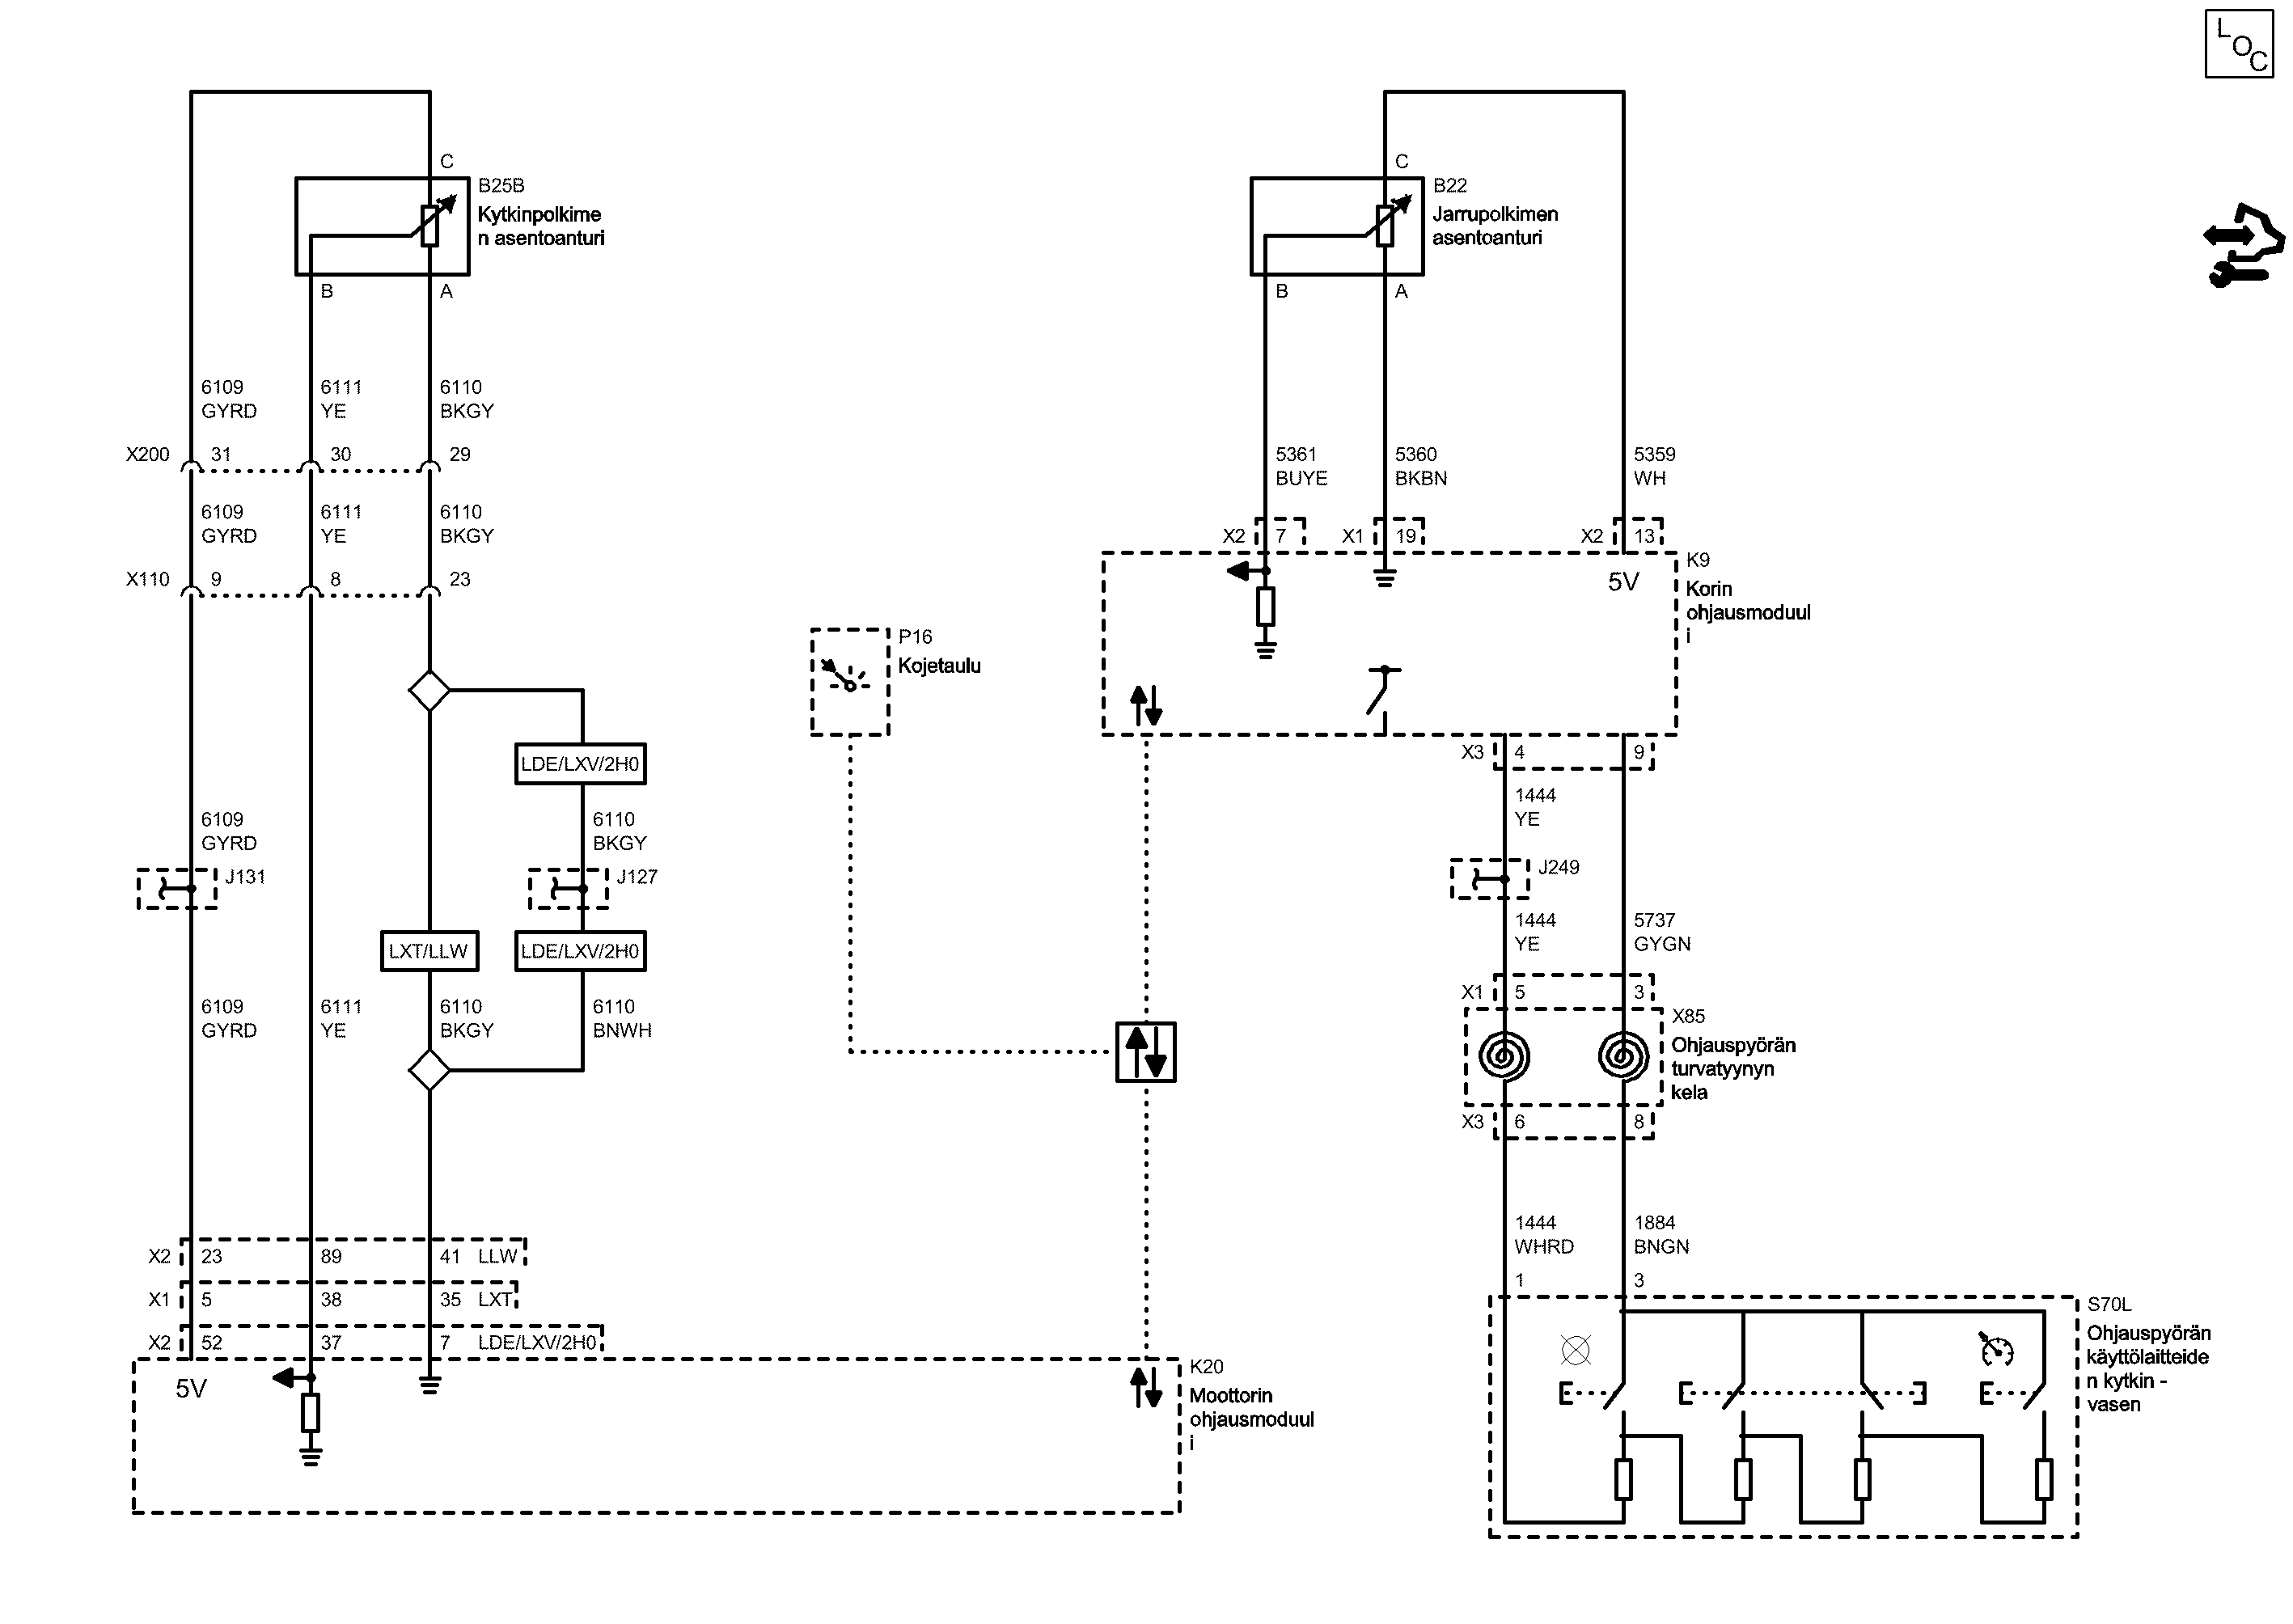 L
O
C
C
B25B
Kytkinpolkime
n asentoanturi
B
A
C
B22
Jarrupolkimen
asentoanturi
B
A
6109
GYRD
6111
YE
6110
BKGY
X200
31
30
29
6109
GYRD
6111
YE
6110
BKGY
X110
9
8
23
5361
BUYE
5360
BKBN
5359
WH
X2
7
X1
19
X2
13
5V
K9
Korin
ohjausmoduul
i
P16
Kojetaulu
LDE/LXV/2H0
6109
GYRD
6110
BKGY
J131
J127
LXT/LLW
LDE/LXV/2H0
6109
GYRD
6111
YE
6110
BKGY
6110
BNWH
X3
4
9
1444
YE
J249
1444
YE
5737
GYGN
X1
5
3
X85
Ohjauspyörän
turvatyynyn
kela
X3
6
8
1444
WHRD
1884
BNGN
1
3
X2
23
89
41
LLW
X1
5
38
35
LXT
X2
52
37
7
LDE/LXV/2H0
5V
K20
Moottorin
ohjausmoduul
i
S70L
Ohjauspyörän
käyttölaitteide
n kytkin -
vasen